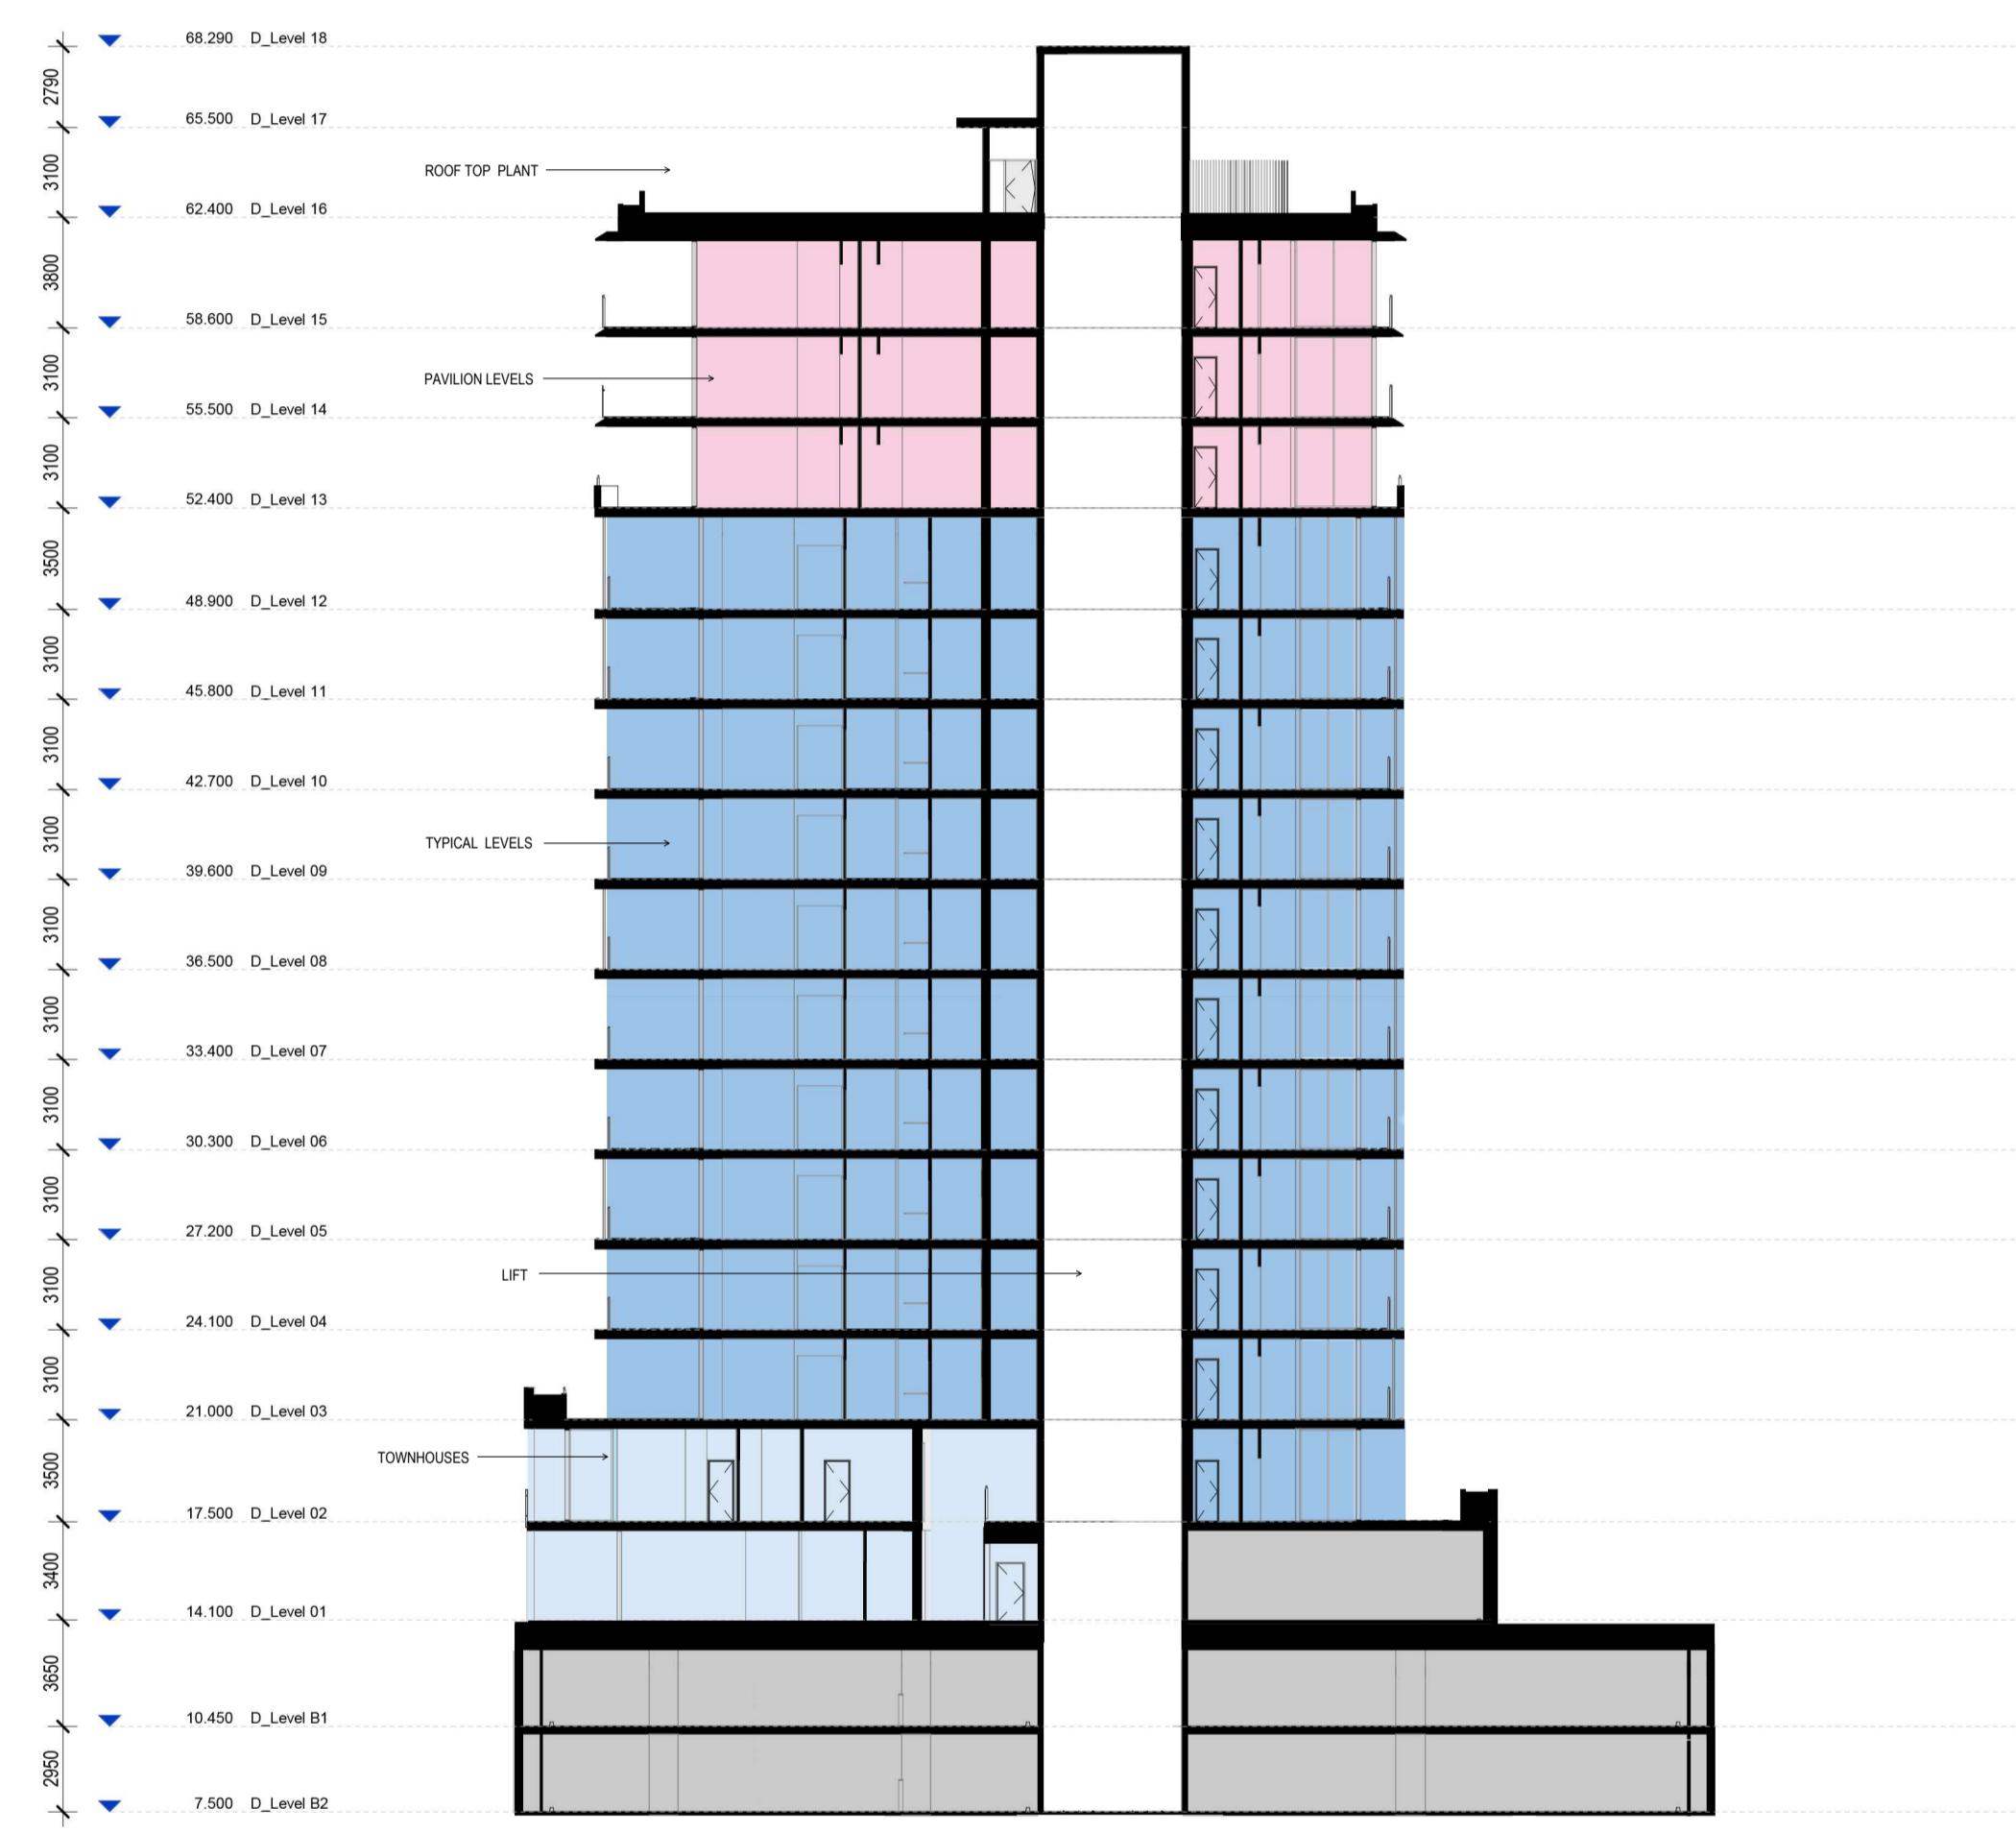 68.290 D_Level 18
2790
65.500 D_Level 17
3100
ROOF TOP PLANT
62.400 D_Level 16
3800
58.600 D_Level 15
3100
PAVILION LEVELS
55.500 D_Level 14
3100
52.400 D_Level 13
3500
48.900 D_Level 12
3100
45.800 D_Level 11
3100
42.700 D_Level 10
3100
TYPICAL LEVELS
39.600 D_Level 09
3100
36.500 D_Level 08
3100
33.400 D_Level 07
3100
30.300 D_Level 06
3100
27.200 D_Level 05
LIFT
3100
24.100 D_Level 04
3100
21.000 D_Level 03
TOWNHOUSES
3500
17.500 D_Level 02
3400
14.100 D_Level 01
3650
10.450 D_Level B1
2950
7.500 D_Level B2